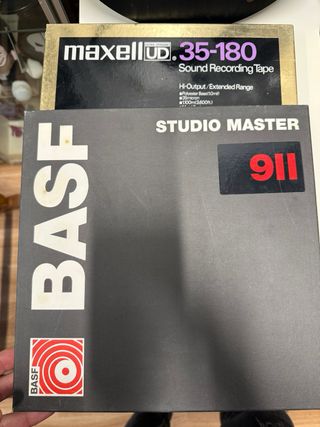 maxell UD. 35-180
Sound Recording Tape
Hi-Output / Extended Range
STUDIO MASTER
911
BASF
BASF